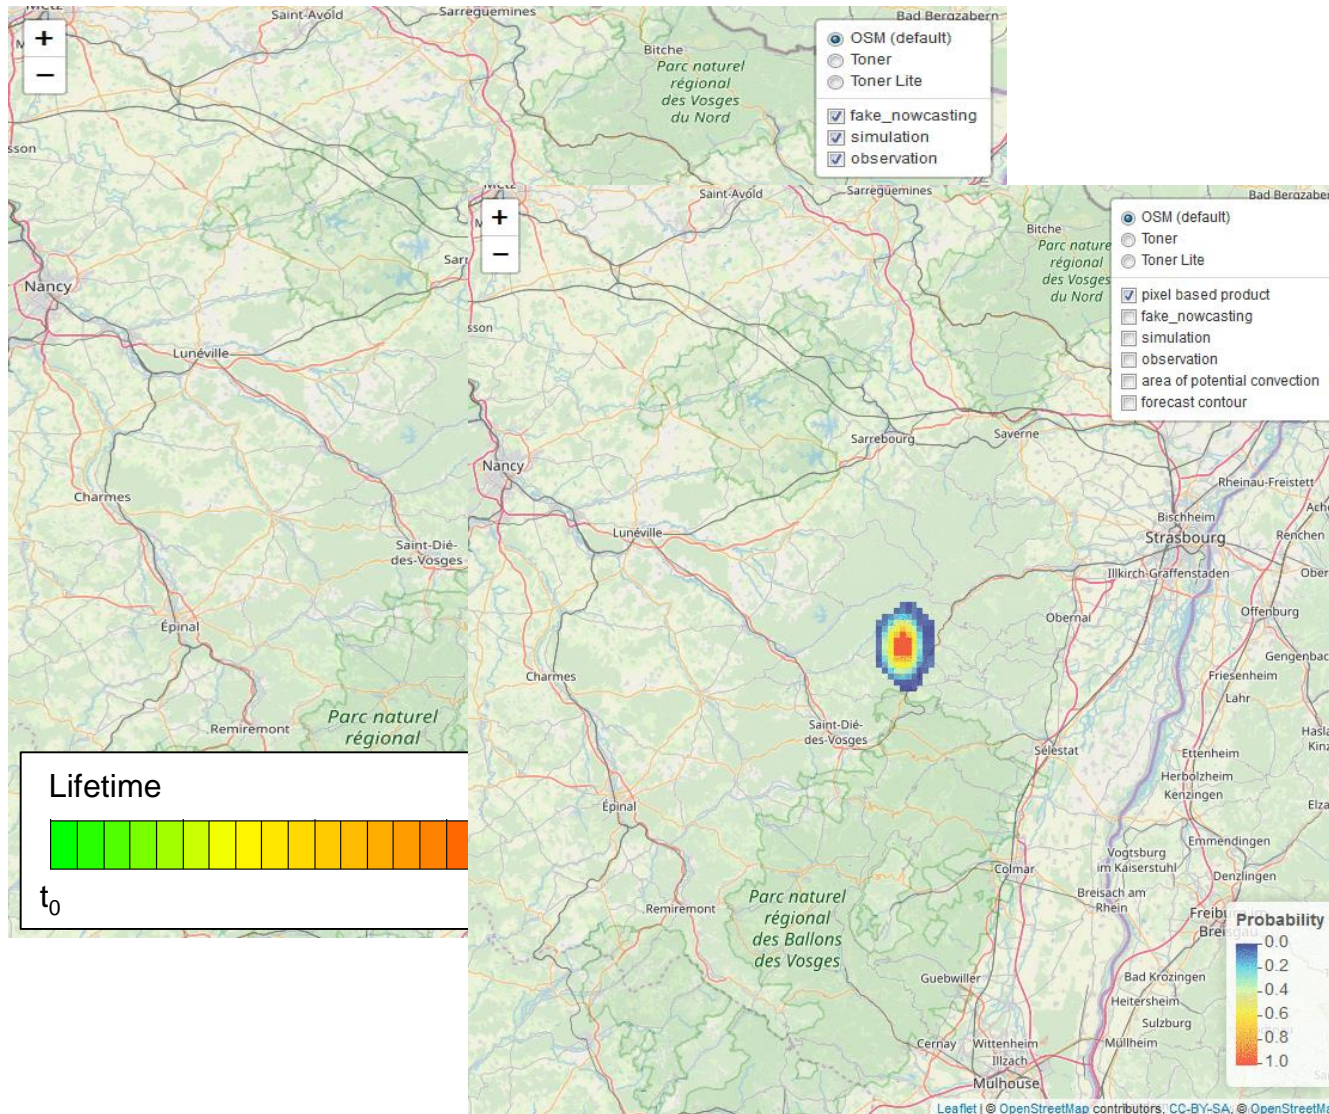 Metz
Saint-Avold
Sarreguemines
Bad Bergzabern
+
−
OSM (default)
Toner
Toner Lite
fake_nowcasting
simulation
observation
Bitche
Parc naturel
régional
des Vosges
du Nord
sson
Nancy
Lunéville
Charmes
Saint-Dié-
des-Vosges
Épinal
Remiremont
Parc naturel
régional
Lifetime
t0
Saint-Avold
Sarreguemines
+
−
OSM (default)
Toner
Toner Lite
pixel based product
fake_nowcasting
simulation
observation
area of potential convection
forecast contour
Bitche
régional
des Vosges
du Nord
sson
Sarrebourg
Saverne
Nancy
Rheinau-Freistett
Bischheim
Strasbourg
Renchen
Lunéville
Illkirch-Graffenstaden
Obernai
Offenburg
Charmes
Friesenheim
Lahr
Saint-Dié-
des-Vosges
Sélestat
Ettenheim
Herbolzheim
Kenzingen
Épinal
Emmendingen
Vogtsburg
im Kaiserstuhl
Denzlingen
Colmar
Breisach am
Rhein
Parc naturel
régional
des Ballons
des Vosges
Remiremont
Probability
0.0
0.2
0.4
0.6
0.8
1.0
Guebwiller
Bad Krozingen
Heitersheim
Sulzburg
Müllheim
Cernay
Wittenheim
Illzach
Mulhouse
Leaflet | © OpenStreetMap contributors, CC-BY-SA, © OpenStreetM